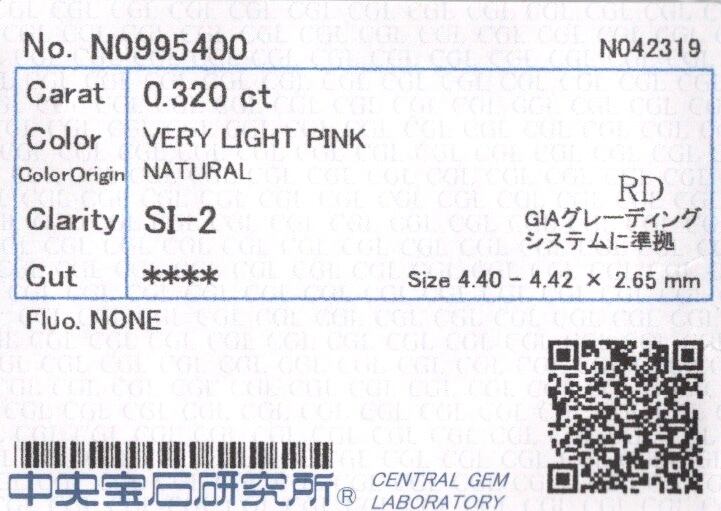 No. N0995400 N042319
Carat 0.320 ct
Color VERY LIGHT PINK
ColorOrigin NATURAL
RD
Clarity SI-2
GIAグレーディング
システムに準拠
Cut **** Size 4.40 - 4.42 × 2.65 mm
Fluo. NONE
中央宝石研究所® CENTRAL GEM
LABORATORY